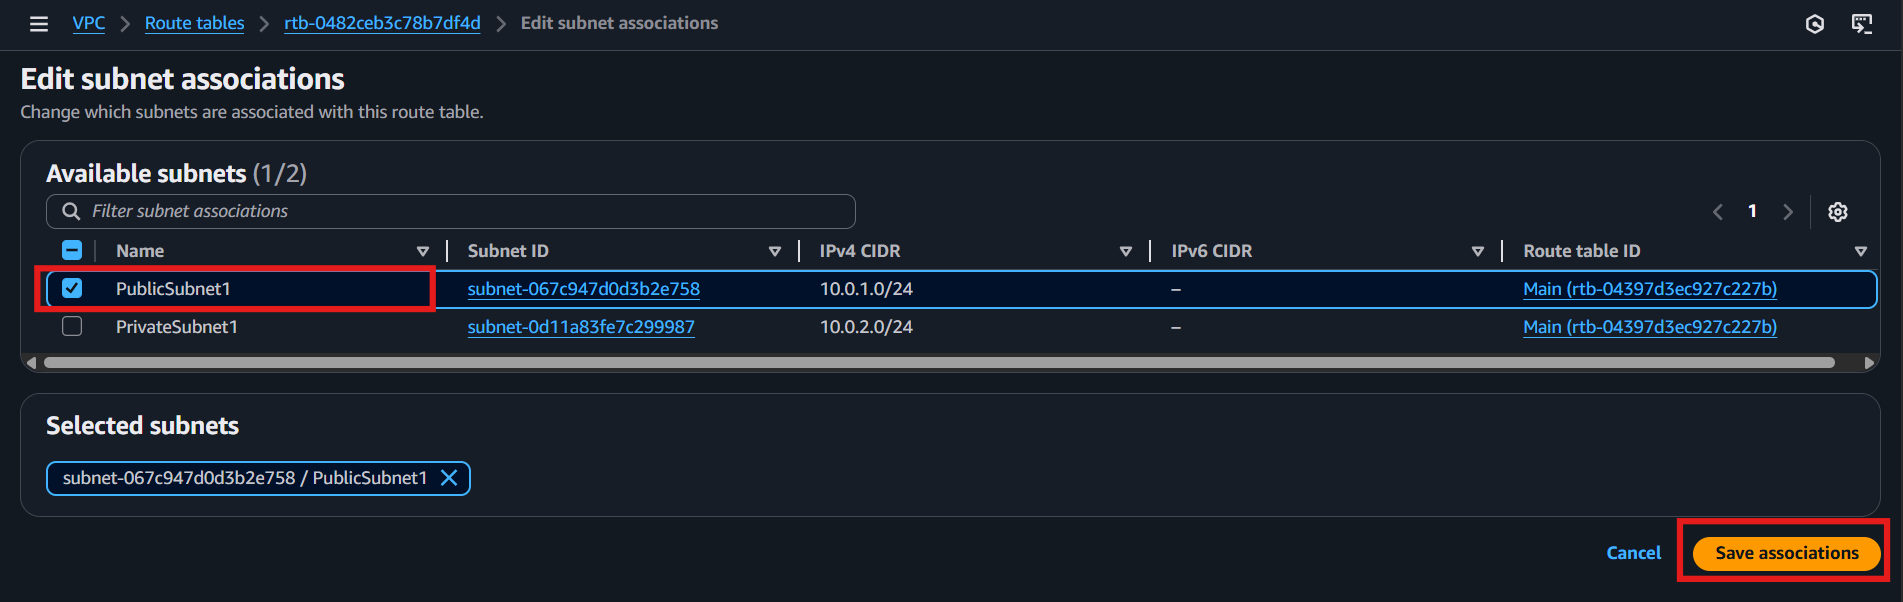 VPC > Route tables > rtb-0482ceb3c78b7df4d > Edit subnet associations
Edit subnet associations
Change which subnets are associated with this route table.
Available subnets (1/2)
Filter subnet associations
1
Name Subnet ID IPv4 CIDR IPv6 CIDR Route table ID
PublicSubnet1 subnet-067c947d0d3b2e758 10.0.1.0/24 – Main (rtb-04397d3ec927c227b)
PrivateSubnet1 subnet-0d11a83fe7c299987 10.0.2.0/24 – Main (rtb-04397d3ec927c227b)
Selected subnets
subnet-067c947d0d3b2e758 / PublicSubnet1
Cancel Save associations